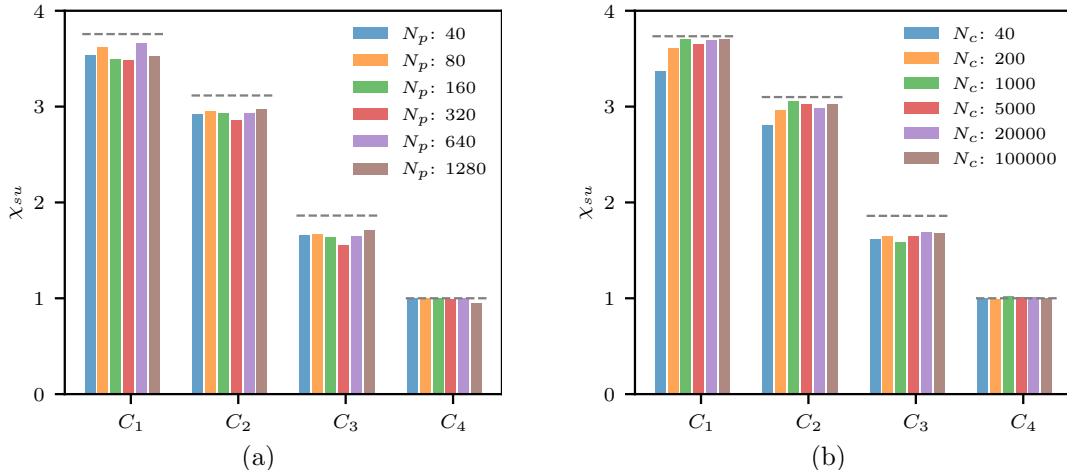 4
3
2
1
0
χsu
Np: 40
Np: 80
Np: 160
Np: 320
Np: 640
Np: 1280
C1
C2
C3
C4
(a)
4
3
2
1
0
χsu
Nc: 40
Nc: 200
Nc: 1000
Nc: 5000
Nc: 20000
Nc: 100000
C1
C2
C3
C4
(b)